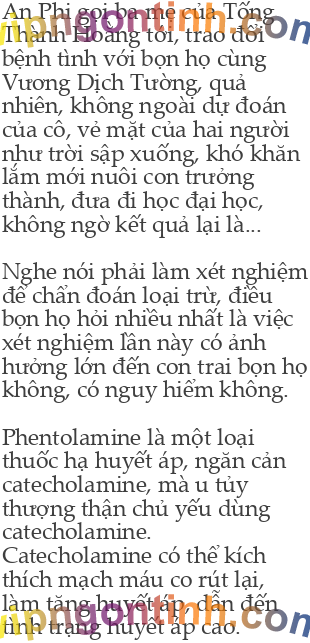 An Phi gọi ba mẹ của Tống
Thành Hoằng tới, trao đổi
bệnh tình với bọn họ cùng
Vương Dịch Tường, quả
nhiên, không ngoài dự đoán
của cô, vẻ mặt của hai người
như trời sập xuống, khó khăn
lắm mới nuôi con trưởng
thành, đưa đi học đại học,
không ngờ kết quả lại là...
Nghe nói phải làm xét nghiệm
để chẩn đoán loại trừ, điều
bọn họ hỏi nhiều nhất là việc
xét nghiệm lần này có ảnh
hưởng lớn đến con trai bọn họ
không, có nguy hiểm không.
Phentolamine là một loại
thuốc hạ huyết áp, ngăn cản
catecholamine, mà u tủy
thượng thận chủ yếu dùng
catecholamine.
Catecholamine có thể kích
thích mạch máu co rút lại,
làm tăng huyết áp, dẫn đến
tình trạng huyết áp cao.